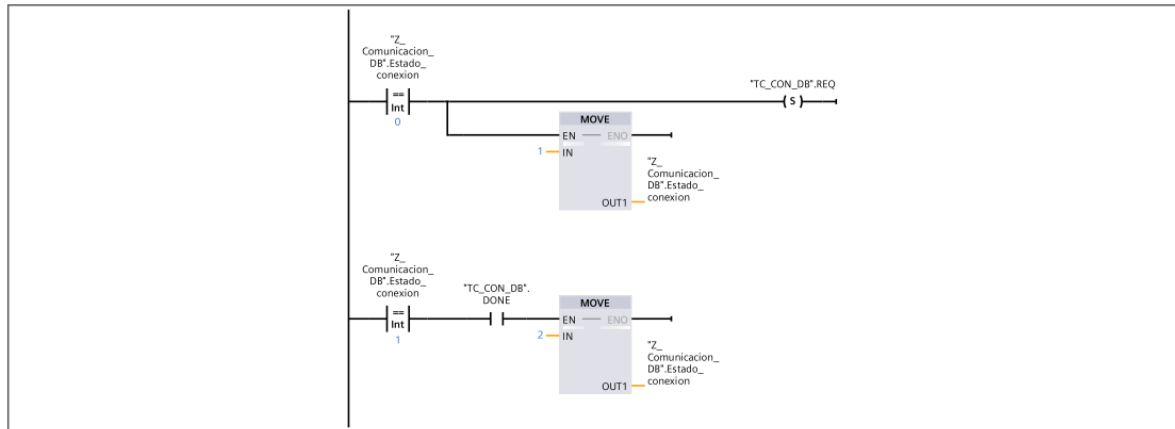 "Z_
Comunicacion_
DB".Estado_
conexion
"TC_CON_DB".REQ
==
Int
0
S
MOVE
EN
ENO
1
IN
"Z_
Comunicacion_
DB".Estado_
conexion
OUT1
"Z_
Comunicacion_
DB".Estado_
conexion
"TC_CON_DB".
DONE
==
Int
1
MOVE
EN
ENO
2
IN
"Z_
Comunicacion_
DB".Estado_
conexion
OUT1